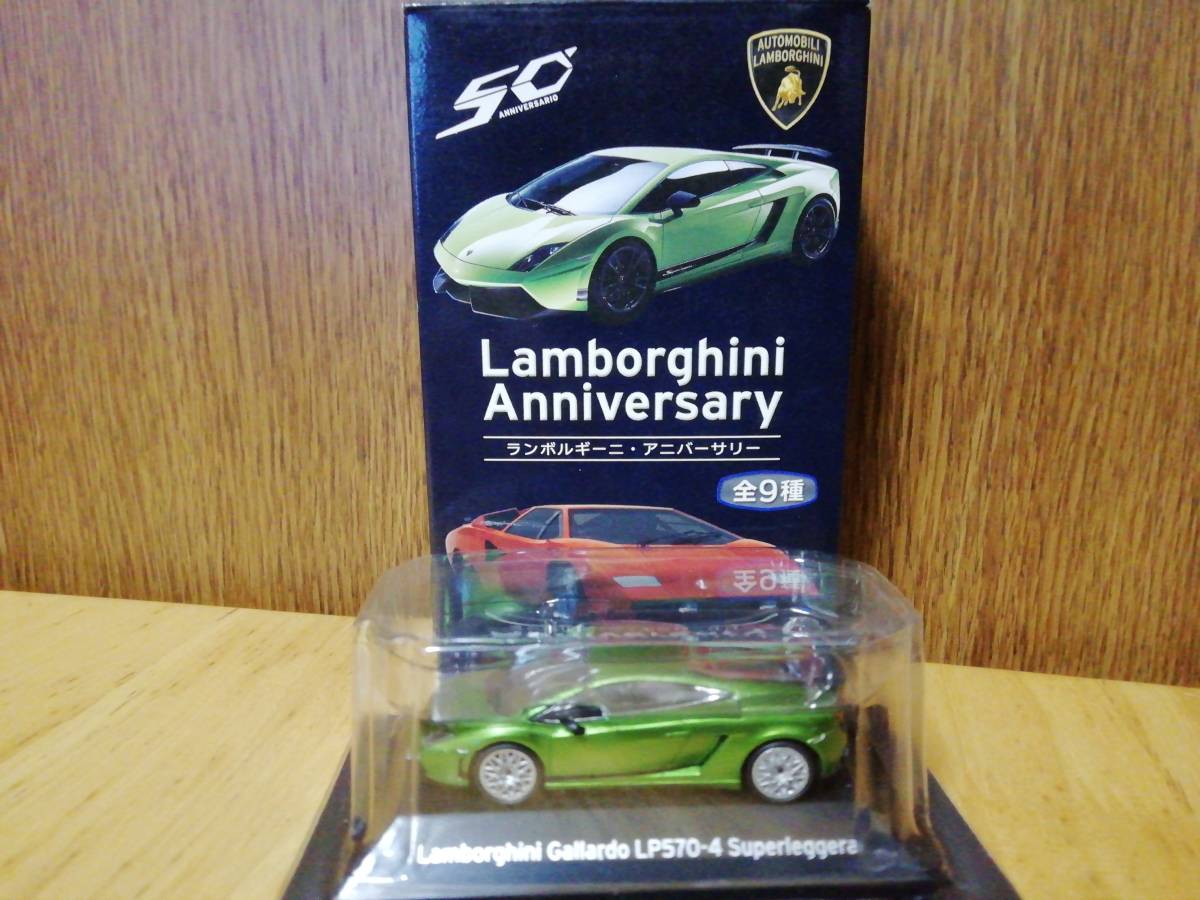 50
ANNIVERSARIO
AUTOMOBILI
LAMBORGHINI
Lamborghini
Anniversary
ランボルギーニ・アニバーサリー
全9種
Lamborghini Gallardo LP570-4 Superleggera